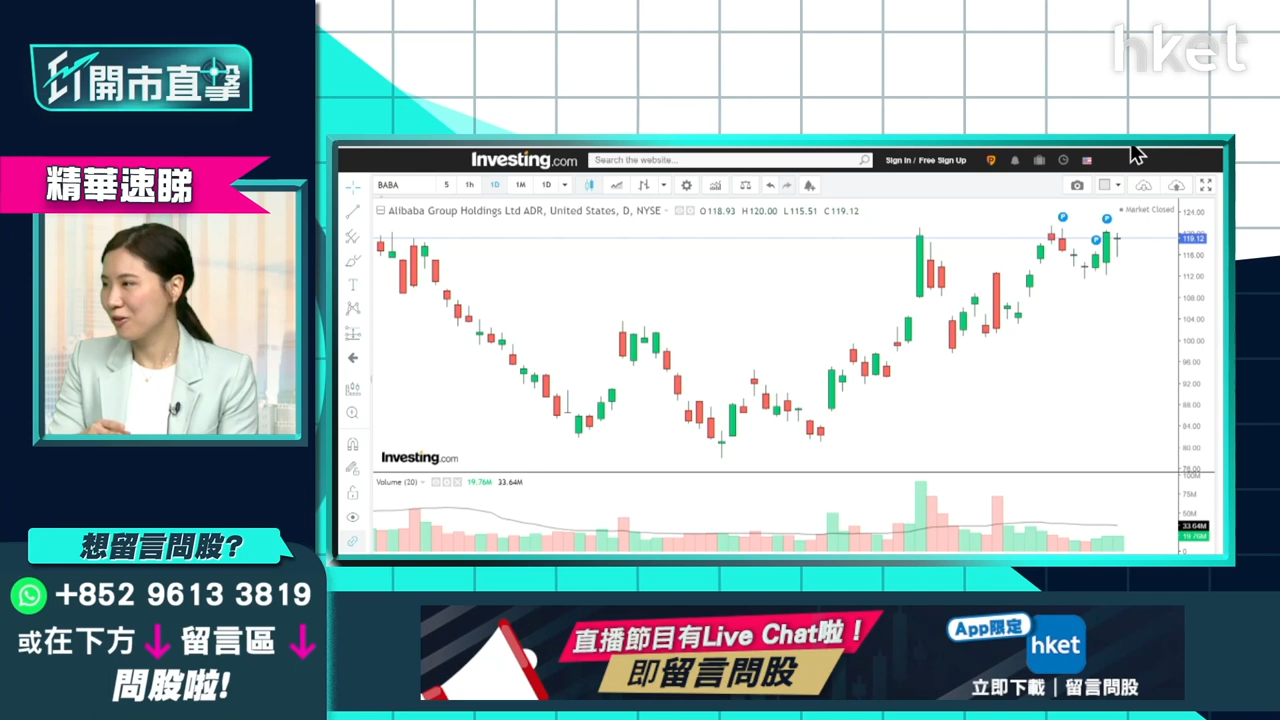 hket
ET開市直擊
精華速睇
Investing.com
Search the website...
Sign In / Free Sign Up
BABA
5
1h
1D
1M
1D
Alibaba Group Holdings Ltd ADR, United States, D, NYSE
O118.93 H120.00 L115.51 C119.12
Market Closed
124.00
119.12
116.00
112.00
108.00
104.00
100.00
96.00
92.00
88.00
84.00
80.00
76.00
Investing.com
Volume (20)
19.76M 33.64M
100M
75M
50M
33.64M
19.76M
0
想留言問股?
+852 9613 3819
或在下方↓留言區↓
問股啦!
直播節目有Live Chat啦！
即留言問股
App限定
hket
立即下載｜留言問股